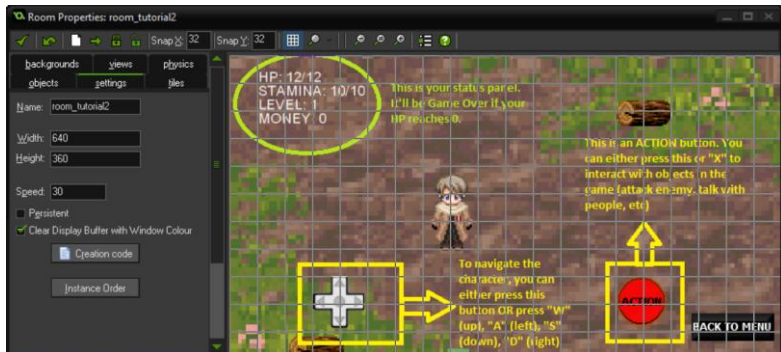 Room Properties: room_tutorial2
Snap X: 32 Snap Y: 32
backgrounds views physics
objects settings tiles
Name: room_tutorial2
Width: 640
Height: 360
Speed: 30
Persistent
Clear Display Buffer with Window Colour
Creation code
Instance Order
HP: 12/12
STAMINA: 10/10
LEVEL: 1
MONEY: 0
This is your status panel.
It'll be Game Over if your
HP reaches 0.
This is an ACTION button. You
can either press this or "X" to
interact with objects in the
game (attack enemy, talk with
people, etc)
To navigate the
character, you can
either press this
button OR press "W"
(up), "A" (left), "S"
(down), "D" (right)
ACTION
BACK TO MENU